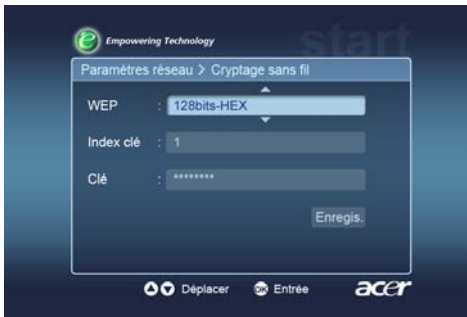 e Empowering Technology
start
Paramètres réseau > Cryptage sans fil
WEP : 128bits-HEX
Index clé : 1
Clé : ********
Enregis.
Déplacer OK Entrée acer